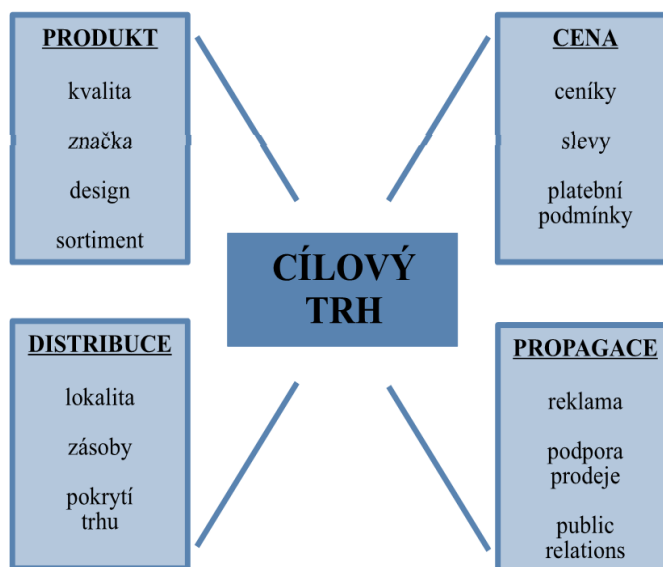 PRODUKT
kvalita
značka
design
sortiment
CENA
ceníky
slevy
platební
podmínky
CÍLOVÝ
TRH
DISTRIBUCE
lokalita
zásoby
pokrytí
trhu
PROPAGACE
reklama
podpora
prodeje
public
relations